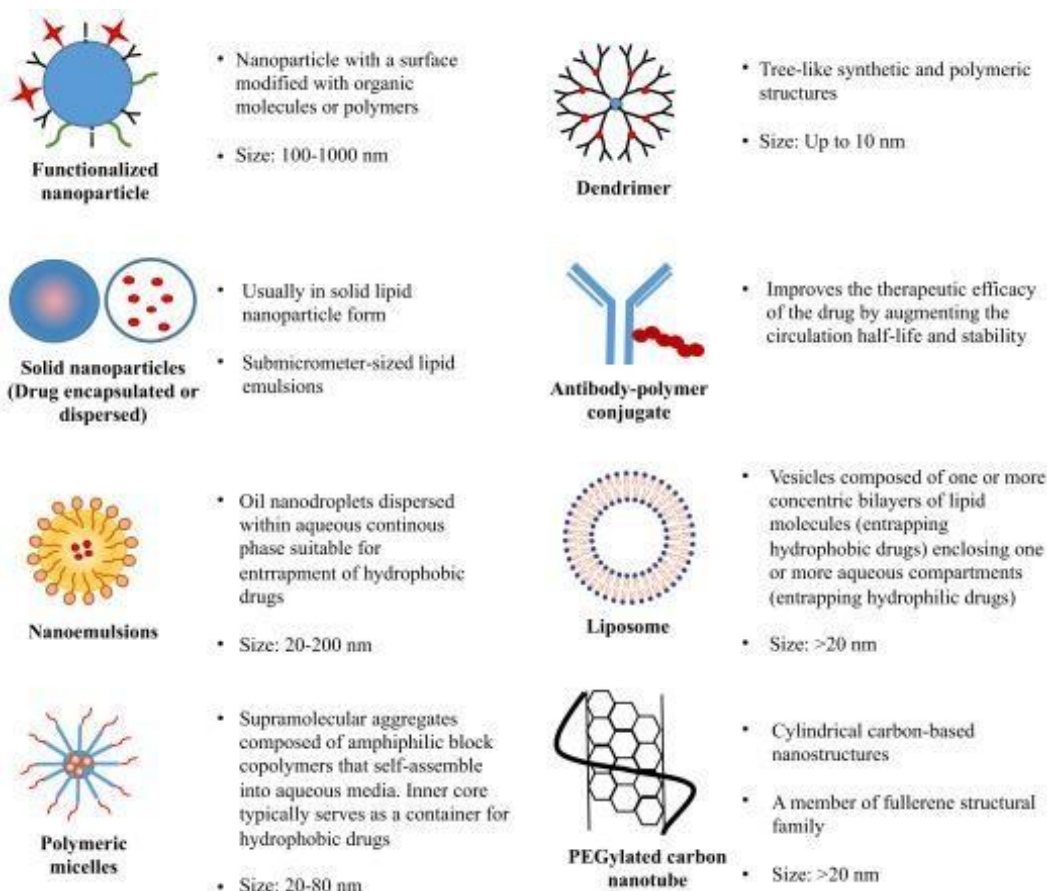 • Nanoparticle with a surface
modified with organic
molecules or polymers
• Size: 100-1000 nm
Functionalized
nanoparticle
• Tree-like synthetic and polymeric
structures
• Size: Up to 10 nm
Dendrimer
• Usually in solid lipid
nanoparticle form
• Submicrometer-sized lipid
emulsions
Solid nanoparticles
(Drug encapsulated or
dispersed)
• Improves the therapeutic efficacy
of the drug by augmenting the
circulation half-life and stability
Antibody-polymer
conjugate
• Oil nanodroplets dispersed
within aqueous continous
phase suitable for
entrrapment of hydrophobic
drugs
• Size: 20-200 nm
Nanoemulsions
• Vesicles composed of one or more
concentric bilayers of lipid
molecules (entrapping
hydrophobic drugs) enclosing one
or more aqueous compartments
(entrapping hydrophilic drugs)
• Size: >20 nm
Liposome
• Supramolecular aggregates
composed of amphiphilic block
copolymers that self-assemble
into aqueous media. Inner core
typically serves as a container for
hydrophobic drugs
• Size: 20-80 nm
Polymeric
micelles
• Cylindrical carbon-based
nanostructures
• A member of fullerene structural
family
• Size: >20 nm
PEGylated carbon
nanotube